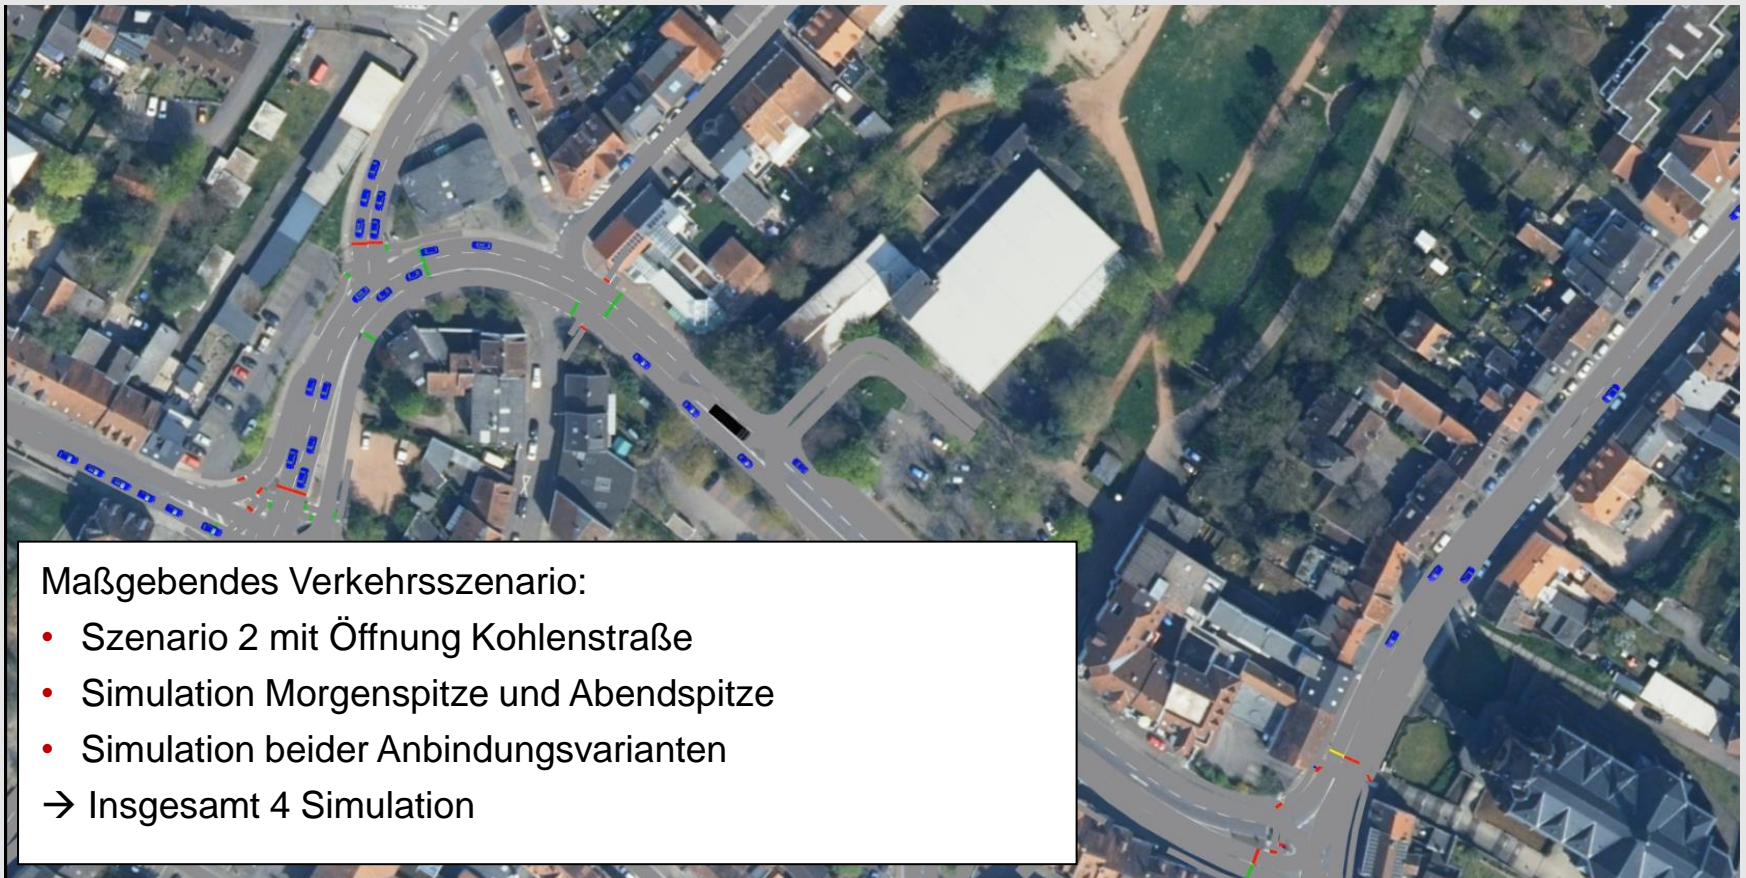 Maßgebendes Verkehrsszenario:
• Szenario 2 mit Öffnung Kohlenstraße
• Simulation Morgenspitze und Abendspitze
• Simulation beider Anbindungsvarianten
→ Insgesamt 4 Simulation